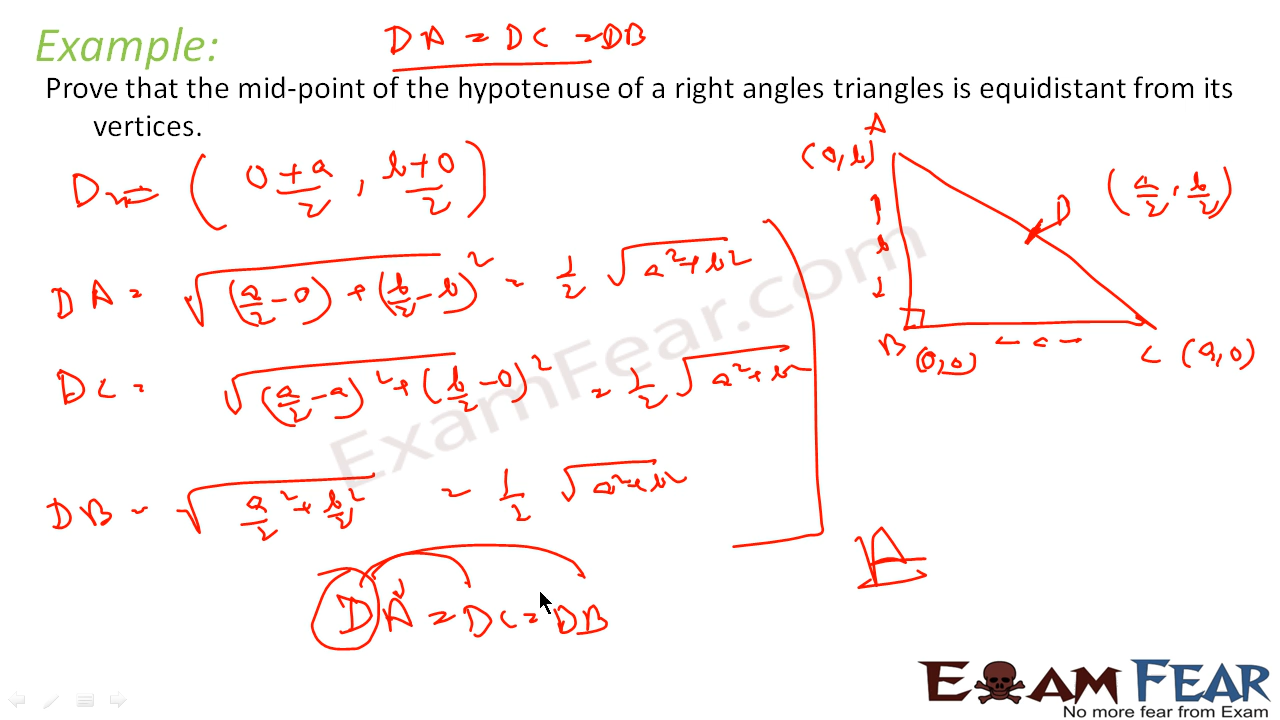 Example:
DA = DC = DB
Prove that the mid-point of the hypotenuse of a right angles triangles is equidistant from its
vertices.
D = ( 0+a/2 , b+0/2 )
A
(0, b)
D
(a/2 , b/2)
b
B
(0,0)
← a →
C (a, 0)
DA = √(a/2 - 0) + (b/2 - b)² = 1/2 √a² + b²
DC = √(a/2 - a)² + (b/2 - 0)² = 1/2 √a² + b²
DB = √a/2² + b/2² = 1/2 √a² + b²
DA = DC = DB
ExamFear.com
EXAM FEAR
No more fear from Exam